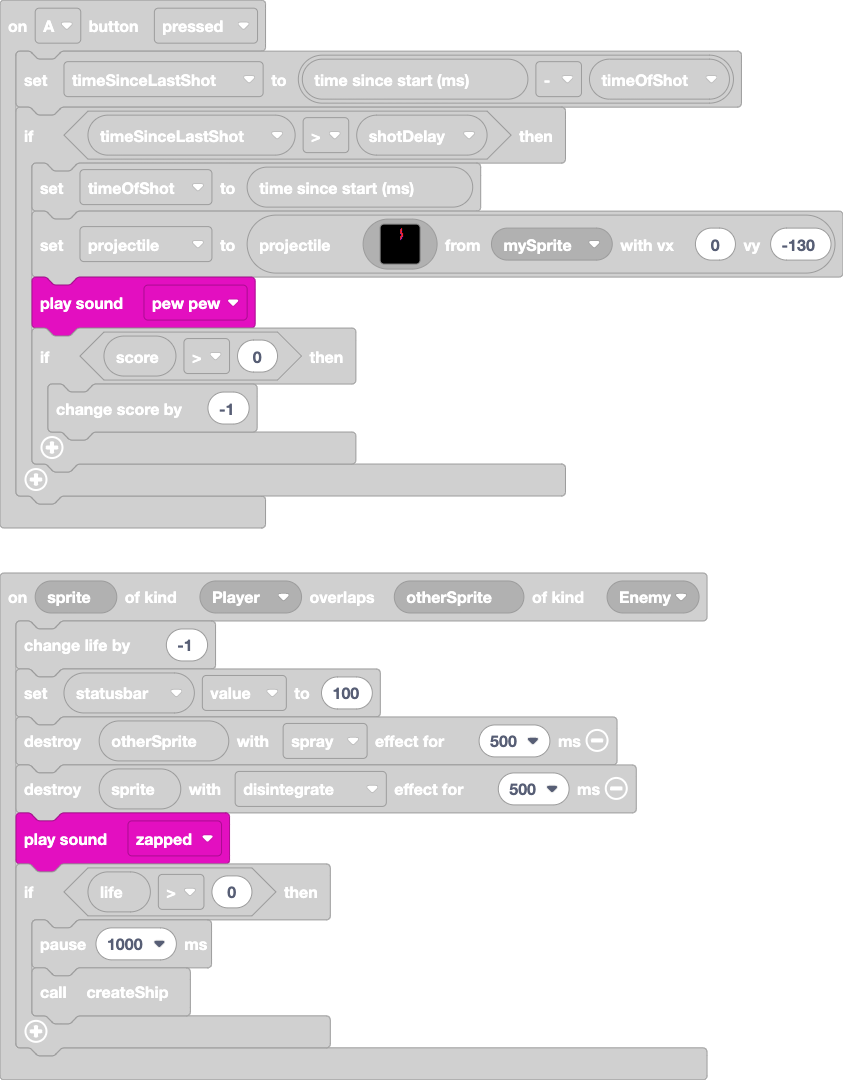 on A button pressed
set timeSinceLastShot to time since start (ms) - timeOfShot
if timeSinceLastShot > shotDelay then
set timeOfShot to time since start (ms)
set projectile to projectile from mySprite with vx 0 vy -130
play sound pew pew
if score > 0 then
change score by -1
on sprite of kind Player overlaps otherSprite of kind Enemy
change life by -1
set statusbar value to 100
destroy otherSprite with spray effect for 500 ms
destroy sprite with disintegrate effect for 500 ms
play sound zapped
if life > 0 then
pause 1000 ms
call createShip